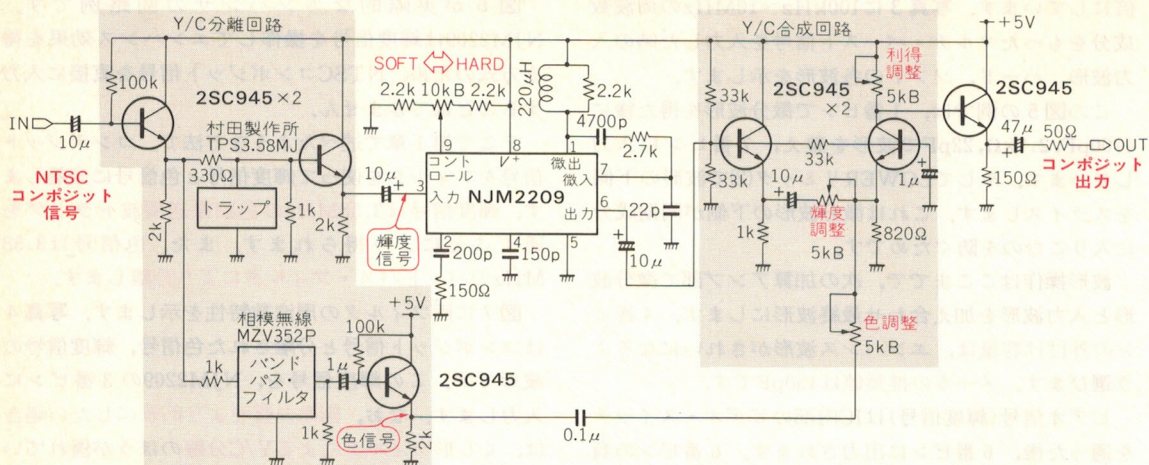 Y/C分離回路
Y/C合成回路
+5V
SOFT ⇔ HARD
2.2k 10kB 2.2k
220μH
2.2k
100k
2SC945×2
IN
10μ
NTSC
コンポジット
信号
村田製作所
TPS3.58MJ
330Ω
トラップ
2k
1k
2k
10μ
輝度
信号
9
8
1
コント
ロール
V+
微出
7
微入
3
入力
NJM2209
出力
6
2
4
5
4700p
2.7k
22p
200p
150p
150Ω
10μ
33k
33k
2SC945
×2
33k
10μ
1k
輝度
調整
5kB
利得
調整
5kB
1μ
820Ω
2SC945
47μ
50Ω
OUT
コンポジット
出力
150Ω
色調整
5kB
相模無線
MZV352P
バンド
パス・
フィルタ
1k
+5V
100k
1μ
1k
2SC945
色信号
2k
0.1μ